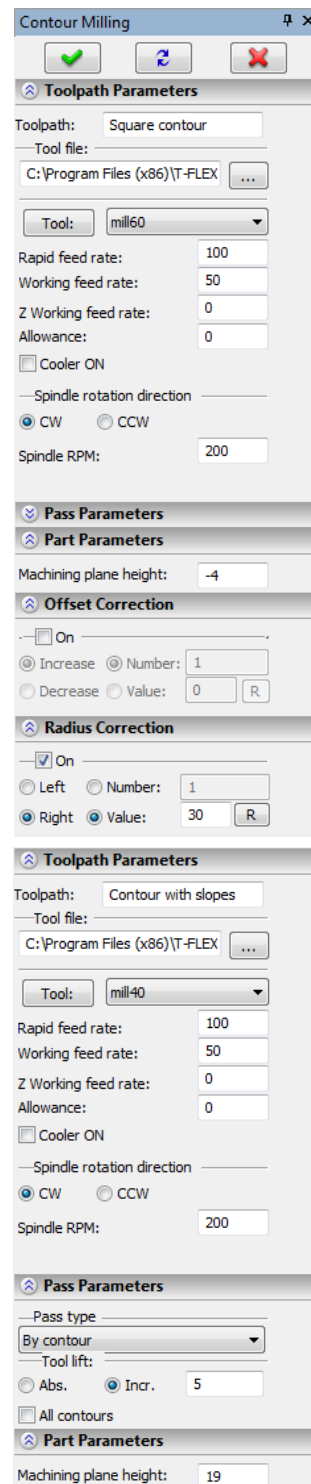 Contour Milling
Toolpath Parameters
Toolpath: Square contour
Tool file:
C:\Program Files (x86)\T-FLEX ...
Tool: mill60
Rapid feed rate: 100
Working feed rate: 50
Z Working feed rate: 0
Allowance: 0
Cooler ON
Spindle rotation direction
CW CCW
Spindle RPM: 200
Pass Parameters
Part Parameters
Machining plane height: -4
Offset Correction
On
Increase Number: 1
Decrease Value: 0 R
Radius Correction
On
Left Number: 1
Right Value: 30 R
Toolpath Parameters
Toolpath: Contour with slopes
Tool file:
C:\Program Files (x86)\T-FLEX ...
Tool: mill40
Rapid feed rate: 100
Working feed rate: 50
Z Working feed rate: 0
Allowance: 0
Cooler ON
Spindle rotation direction
CW CCW
Spindle RPM: 200
Pass Parameters
Pass type
By contour
Tool lift:
Abs. Incr. 5
All contours
Part Parameters
Machining plane height: 19